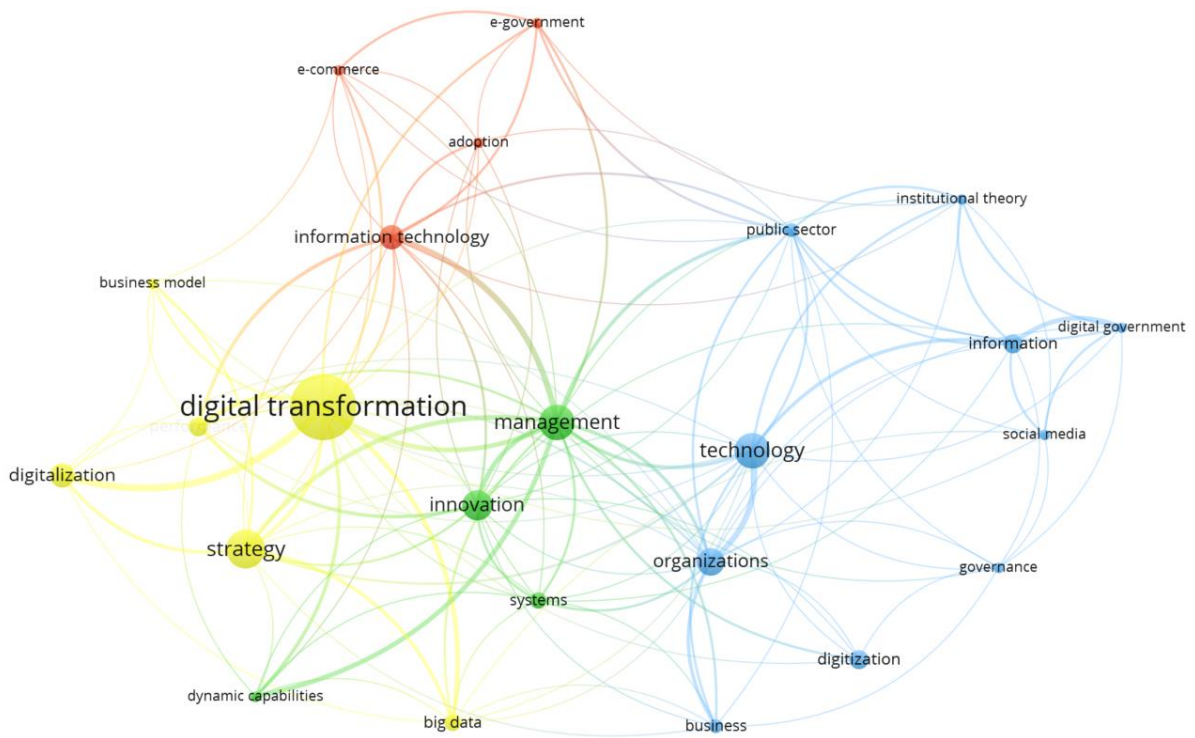 e-government
e-commerce
adoption
institutional theory
public sector
information technology
business model
digital government
information
digital transformation
management
performance
social media
technology
digitalization
innovation
strategy
organizations
governance
systems
digitization
dynamic capabilities
big data
business